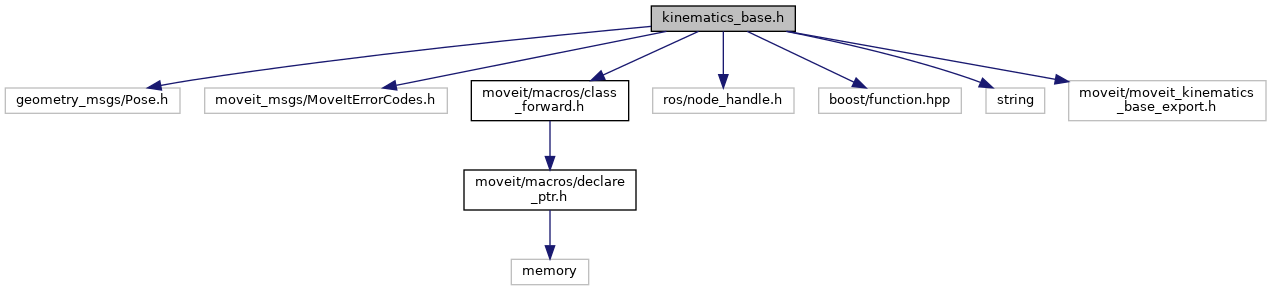 kinematics_base.h
geometry_msgs/Pose.h
moveit_msgs/MoveItErrorCodes.h
moveit/macros/class
_forward.h
ros/node_handle.h
boost/function.hpp
string
moveit/moveit_kinematics
_base_export.h
moveit/macros/declare
_ptr.h
memory